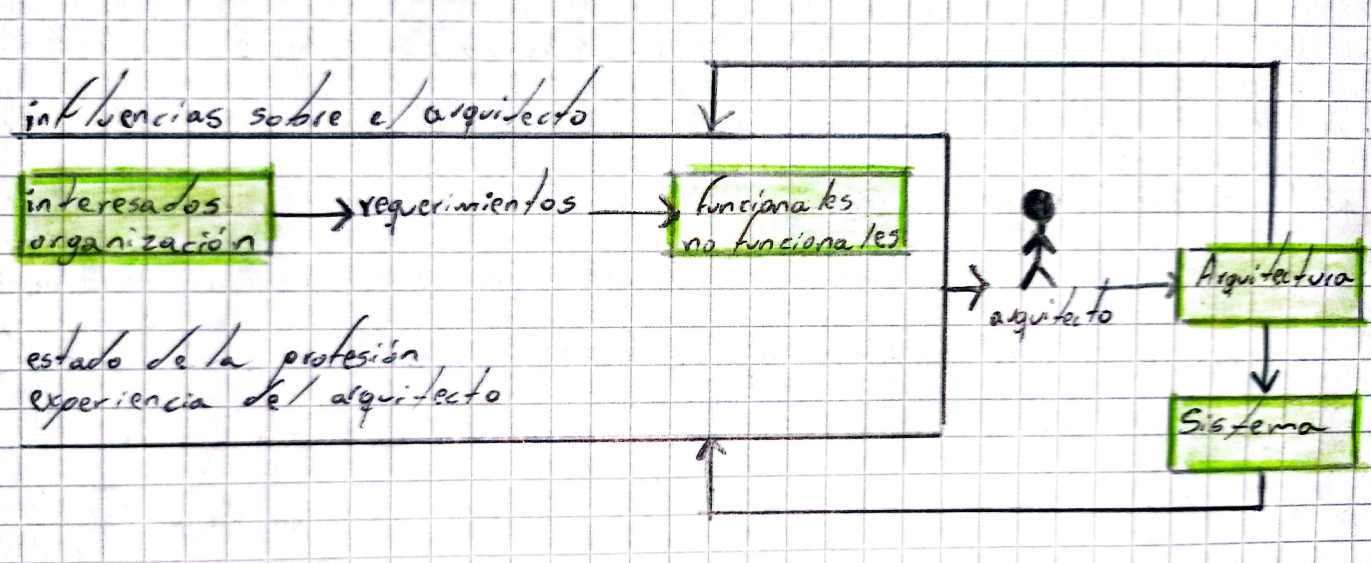 influencias sobre el arquitecto
interesados
organización
requerimientos
funcionales
no funcionales
arquitecto
Arquitectura
estado de la profesión
experiencia del arquitecto
Sistema